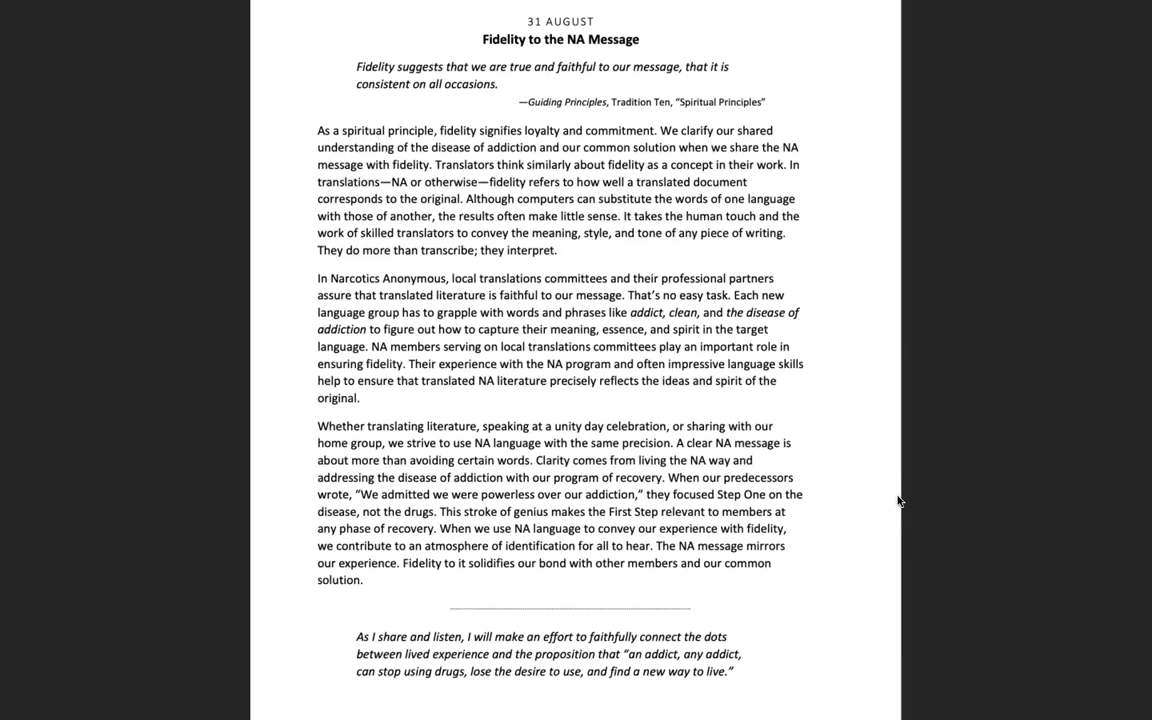 31 AUGUST
Fidelity to the NA Message
Fidelity suggests that we are true and faithful to our message, that it is
consistent on all occasions.
—Guiding Principles, Tradition Ten, “Spiritual Principles”
As a spiritual principle, fidelity signifies loyalty and commitment. We clarify our shared
understanding of the disease of addiction and our common solution when we share the NA
message with fidelity. Translators think similarly about fidelity as a concept in their work. In
translations—NA or otherwise—fidelity refers to how well a translated document
corresponds to the original. Although computers can substitute the words of one language
with those of another, the results often make little sense. It takes the human touch and the
work of skilled translators to convey the meaning, style, and tone of any piece of writing.
They do more than transcribe; they interpret.
In Narcotics Anonymous, local translations committees and their professional partners
assure that translated literature is faithful to our message. That’s no easy task. Each new
language group has to grapple with words and phrases like addict, clean, and the disease of
addiction to figure out how to capture their meaning, essence, and spirit in the target
language. NA members serving on local translations committees play an important role in
ensuring fidelity. Their experience with the NA program and often impressive language skills
help to ensure that translated NA literature precisely reflects the ideas and spirit of the
original.
Whether translating literature, speaking at a unity day celebration, or sharing with our
home group, we strive to use NA language with the same precision. A clear NA message is
about more than avoiding certain words. Clarity comes from living the NA way and
addressing the disease of addiction with our program of recovery. When our predecessors
wrote, “We admitted we were powerless over our addiction,” they focused Step One on the
disease, not the drugs. This stroke of genius makes the First Step relevant to members at
any phase of recovery. When we use NA language to convey our experience with fidelity,
we contribute to an atmosphere of identification for all to hear. The NA message mirrors
our experience. Fidelity to it solidifies our bond with other members and our common
solution.
As I share and listen, I will make an effort to faithfully connect the dots
between lived experience and the proposition that “an addict, any addict,
can stop using drugs, lose the desire to use, and find a new way to live.”